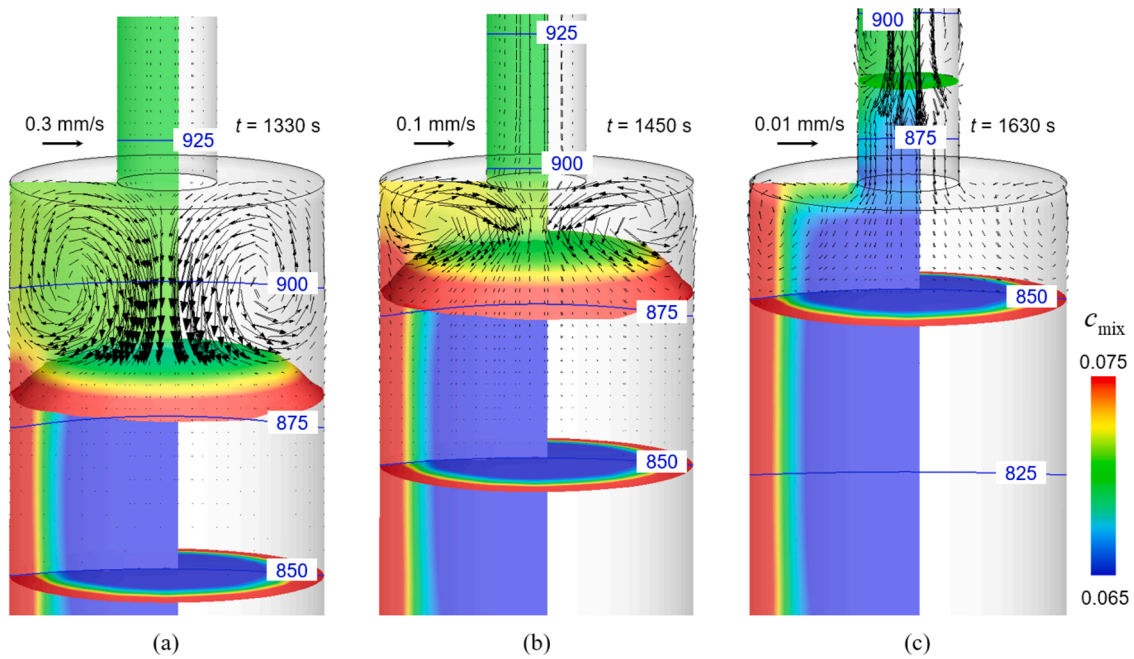 925
0.3 mm/s
t = 1330 s
900
875
850
(a)
925
0.1 mm/s
t = 1450 s
900
875
850
(b)
900
0.01 mm/s
t = 1630 s
875
850
825
(c)
c_mix
0.075
0.065